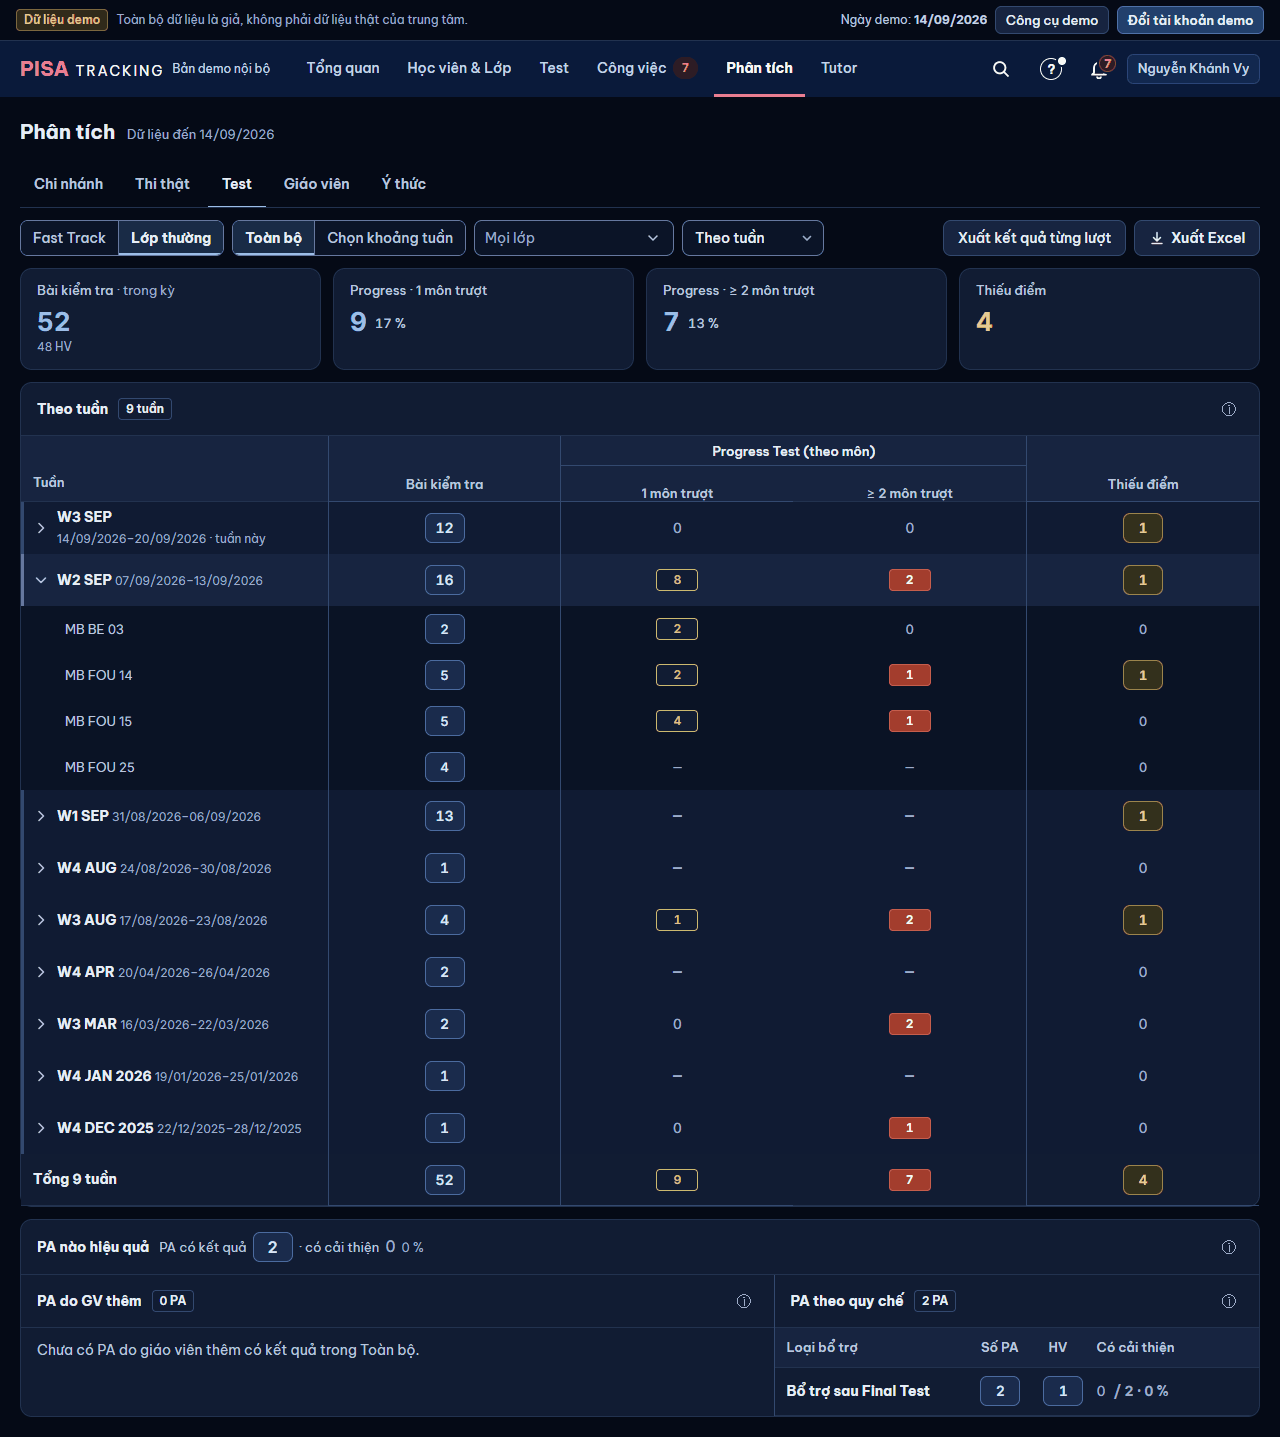 Dữ liệu demo Toàn bộ dữ liệu là giả, không phải dữ liệu thật của trung tâm. Ngày demo: 14/09/2026 Công cụ demo Đổi tài khoản demo
PISA TRACKING Bản demo nội bộ Tổng quan Học viên & Lớp Test Công việc 7 Phân tích Tutor ? 7 Nguyễn Khánh Vy
Phân tích Dữ liệu đến 14/09/2026
Chi nhánh Thi thật Test Giáo viên Ý thức
Fast Track Lớp thường Toàn bộ Chọn khoảng tuần Mọi lớp Theo tuần Xuất kết quả từng lượt Xuất Excel
Bài kiểm tra · trong kỳ Progress · 1 môn trượt Progress · ≥ 2 môn trượt Thiếu điểm
52 9 17 % 7 13 % 4
48 HV
Theo tuần 9 tuần
Progress Test (theo môn)
Tuần Bài kiểm tra 1 môn trượt ≥ 2 môn trượt Thiếu điểm
W3 SEP 12 0 0 1
14/09/2026–20/09/2026 · tuần này
W2 SEP 07/09/2026–13/09/2026 16 8 2 1
MB BE 03 2 2 0 0
MB FOU 14 5 2 1 1
MB FOU 15 5 4 1 0
MB FOU 25 4 – – 0
W1 SEP 31/08/2026–06/09/2026 13 – – 1
W4 AUG 24/08/2026–30/08/2026 1 – – 0
W3 AUG 17/08/2026–23/08/2026 4 1 2 1
W4 APR 20/04/2026–26/04/2026 2 – – 0
W3 MAR 16/03/2026–22/03/2026 2 0 2 0
W4 JAN 2026 19/01/2026–25/01/2026 1 – – 0
W4 DEC 2025 22/12/2025–28/12/2025 1 0 1 0
Tổng 9 tuần 52 9 7 4
PA nào hiệu quả PA có kết quả 2 · có cải thiện 0 0 %
PA do GV thêm 0 PA PA theo quy chế 2 PA
Chưa có PA do giáo viên thêm có kết quả trong Toàn bộ. Loại bổ trợ Số PA HV Có cải thiện
Bổ trợ sau Final Test 2 1 0 / 2 · 0 %